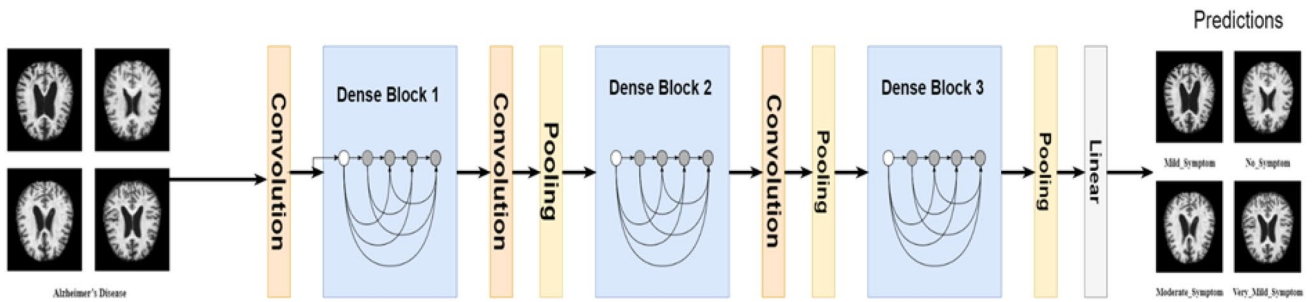 Predictions
Convolution
Dense Block 1
Convolution
Pooling
Dense Block 2
Convolution
Pooling
Dense Block 3
Pooling
Linear
Mild_Symptom
No_Symptom
Alzheimer's Disease
Moderate_Symptom
Very_Mild_Symptom